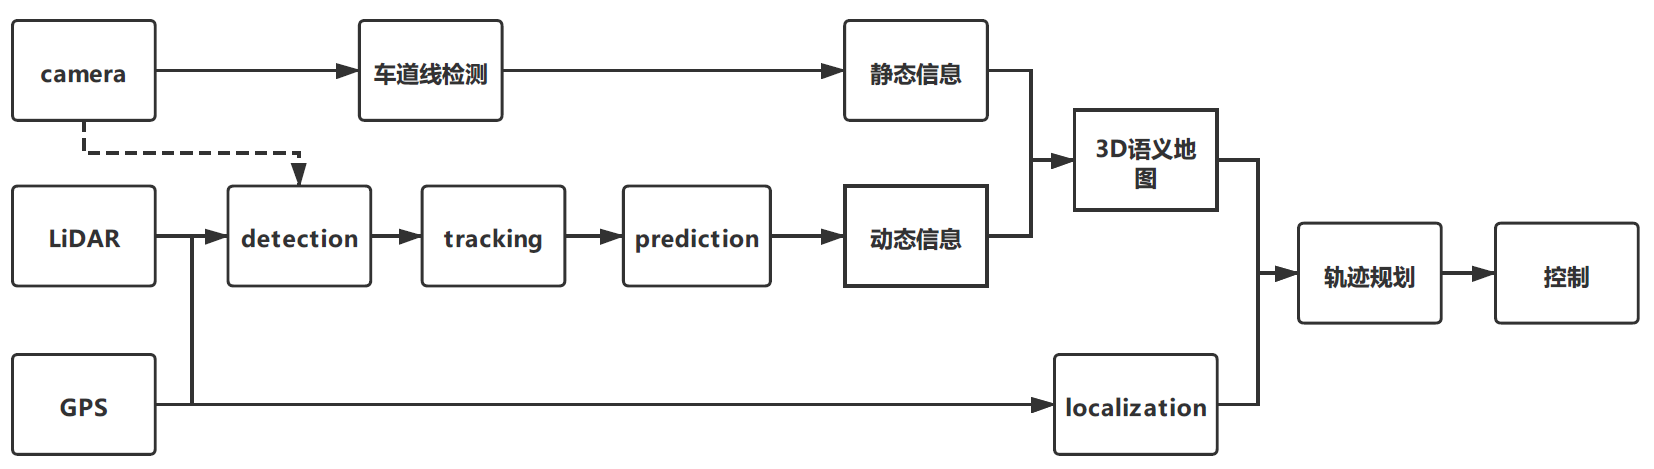 camera
车道线检测
静态信息
3D语义地
图
LiDAR
detection
tracking
prediction
动态信息
轨迹规划
控制
GPS
localization